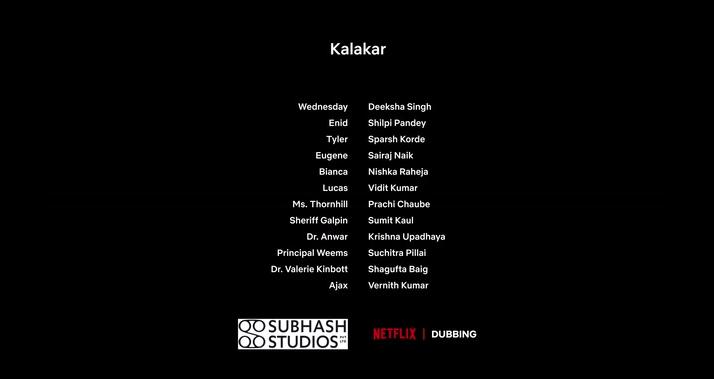 Kalakar
Wednesday Deeksha Singh
Enid Shilpi Pandey
Tyler Sparsh Korde
Eugene Sairaj Naik
Bianca Nishka Raheja
Lucas Vidit Kumar
Ms. Thornhill Prachi Chaube
Sheriff Galpin Sumit Kaul
Dr. Anwar Krishna Upadhaya
Principal Weems Suchitra Pillai
Dr. Valerie Kinbott Shagufta Baig
Ajax Vernith Kumar
SUBHASH
STUDIOS PVT LTD
NETFLIX | DUBBING